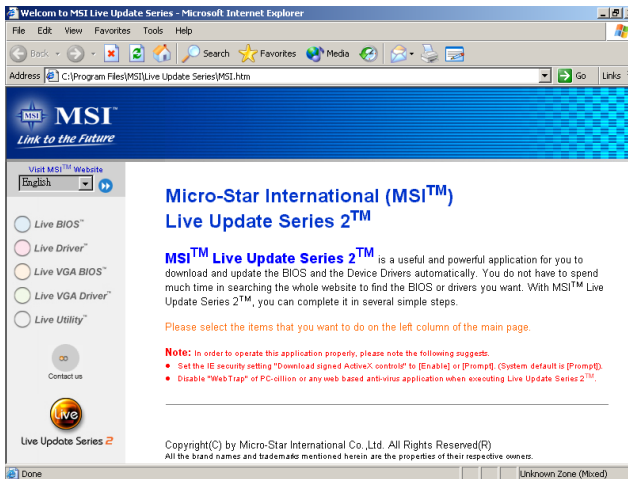 Welcom to MSI Live Update Series - Microsoft Internet Explorer
File Edit View Favorites Tools Help
Back Search Favorites Media
Address C:\Program Files\MSI\Live Update Series\MSI.htm Go Links
MSI MSI™
Link to the Future
Visit MSI™ Website
English
Live BIOS™
Live Driver™
Live VGA BIOS™
Live VGA Driver™
Live Utility™
Contact us
Live
Live Update Series 2
Micro-Star International (MSI™)
Live Update Series 2™
MSI™ Live Update Series 2™ is a useful and powerful application for you to
download and update the BIOS and the Device Drivers automatically. You do not have to spend
much time in searching the whole website to find the BIOS or drivers you want. With MSI™ Live
Update Series 2™, you can complete it in several simple steps.
Please select the items that you want to do on the left column of the main page.
Note: In order to operate this application properly, please note the following suggests.
• Set the IE security setting "Download signed ActiveX controls" to [Enable] or [Prompt]. (System default is [Prompt]).
• Disable "WebTrap" of PC-cillion or any web based anti-virus application when executing Live Update Series 2™.
Copyright(C) by Micro-Star International Co.,Ltd. All Rights Reserved(R)
All the brand names and trademarks mentioned herein are the properties of their respective owners.
Done Unknown Zone (Mixed)